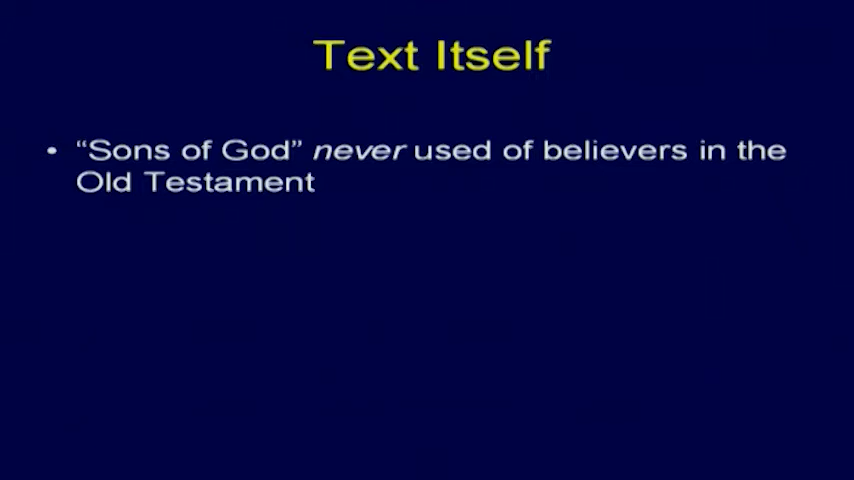 Text Itself
• “Sons of God” never used of believers in the
Old Testament